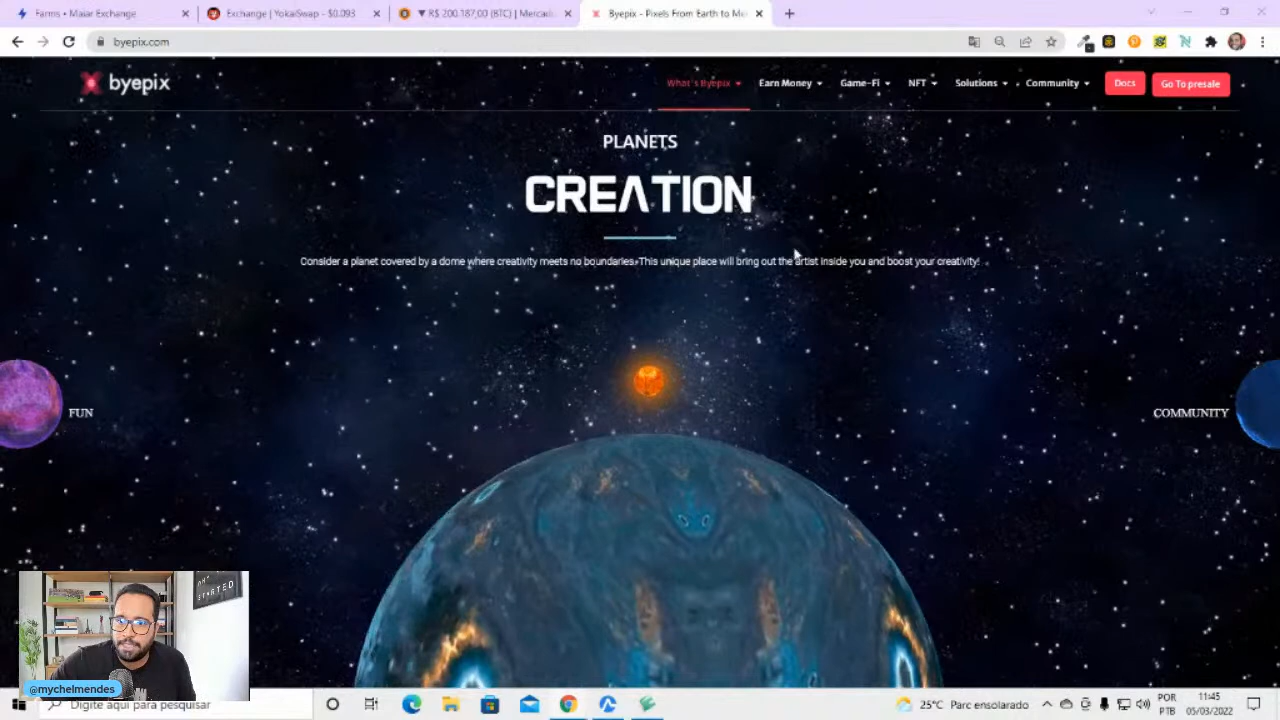 Farms - Maiar Exchange
Exchange | YokaiSwap - $0.093
▼ R$ 200.187,00 (BTC) | Mercad
Byepix - Pixels From Earth to Me
byepix.com
byepix
What's Byepix
Earn Money
Game-Fi
NFT
Solutions
Community
Docs
Go To presale
PLANETS
CREATION
Consider a planet covered by a dome where creativity meets no boundaries. This unique place will bring out the artist inside you and boost your creativity!
FUN
COMMUNITY
STARTED
@mychelmendes
Digite aqui para pesquisar
25°C Parc ensolarado
POR
PTB
11:45
05/03/2022